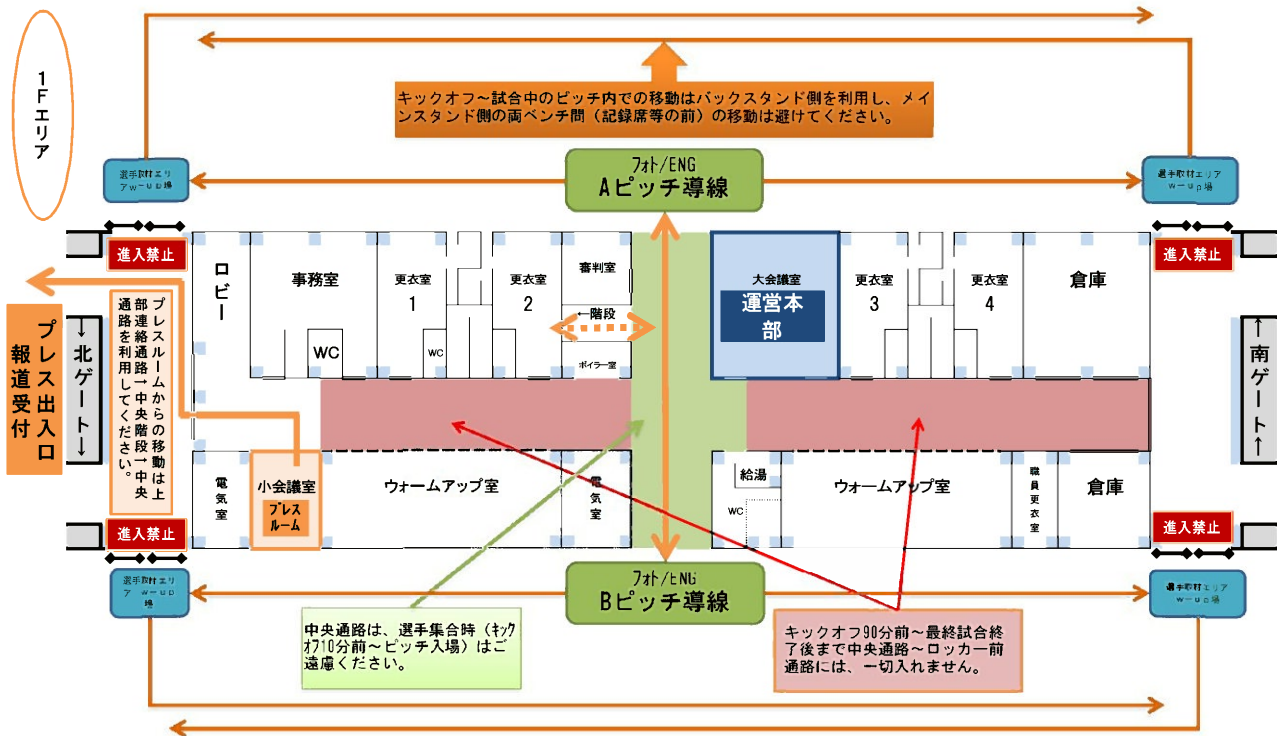 1Fエリア
キックオフ~試合中のピッチ内での移動はバックスタンド側を利用し、メイ
ンスタンド側の両ベンチ間(記録席等の前)の移動は避けてください。
選手取材エリ
アw-up場
フォト/ENG
Aピッチ導線
選手取材エリア
w-up場
進入禁止
ロビー
事務室
更衣室
1
更衣室
2
審判室
大会議室
運営本
部
更衣室
3
更衣室
4
倉庫
進入禁止
←階段
WC
WC
ボイラー室
プレス出入口
報道受付
↓北ゲート↓
プレスルームからの移動は上
部連絡通路→中央階段→中央
通路を利用してください。
↑南ゲート↑
電気室
小会議室
プレス
ルーム
ウォームアップ室
電気室
給湯
WC
ウォームアップ室
職員更衣室
倉庫
進入禁止
進入禁止
選手取材エリ
ア w-up
場
フォト/ENG
Bピッチ導線
選手取材エリア
w-up場
中央通路は、選手集合時(キック
オフ10分前~ピッチ入場)はご
遠慮ください。
キックオフ90分前~最終試合終
了後まで中央通路~ロッカー前
通路には、一切入れません。